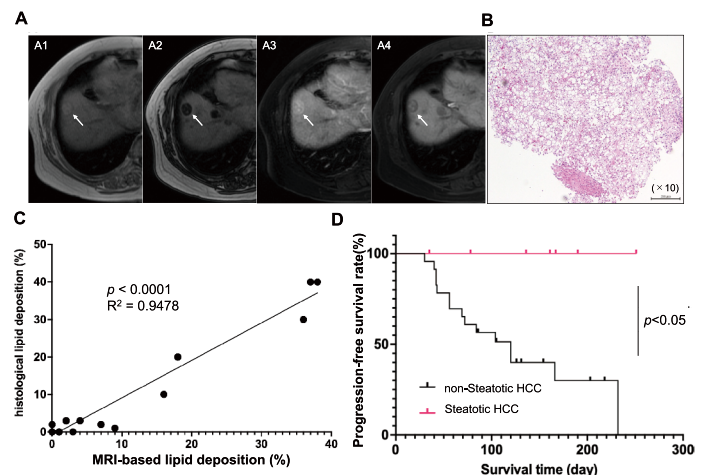 A
A1
A2
A3
A4
B
(×10)
C
histological lipid deposition (%)
50
40
30
20
10
0
p < 0.0001
R² = 0.9478
0
10
20
30
40
MRI-based lipid deposition (%)
D
Progression-free survival rate(%)
100
50
0
non-Steatotic HCC
Steatotic HCC
p<0.05
0
100
200
300
Survival time (day)